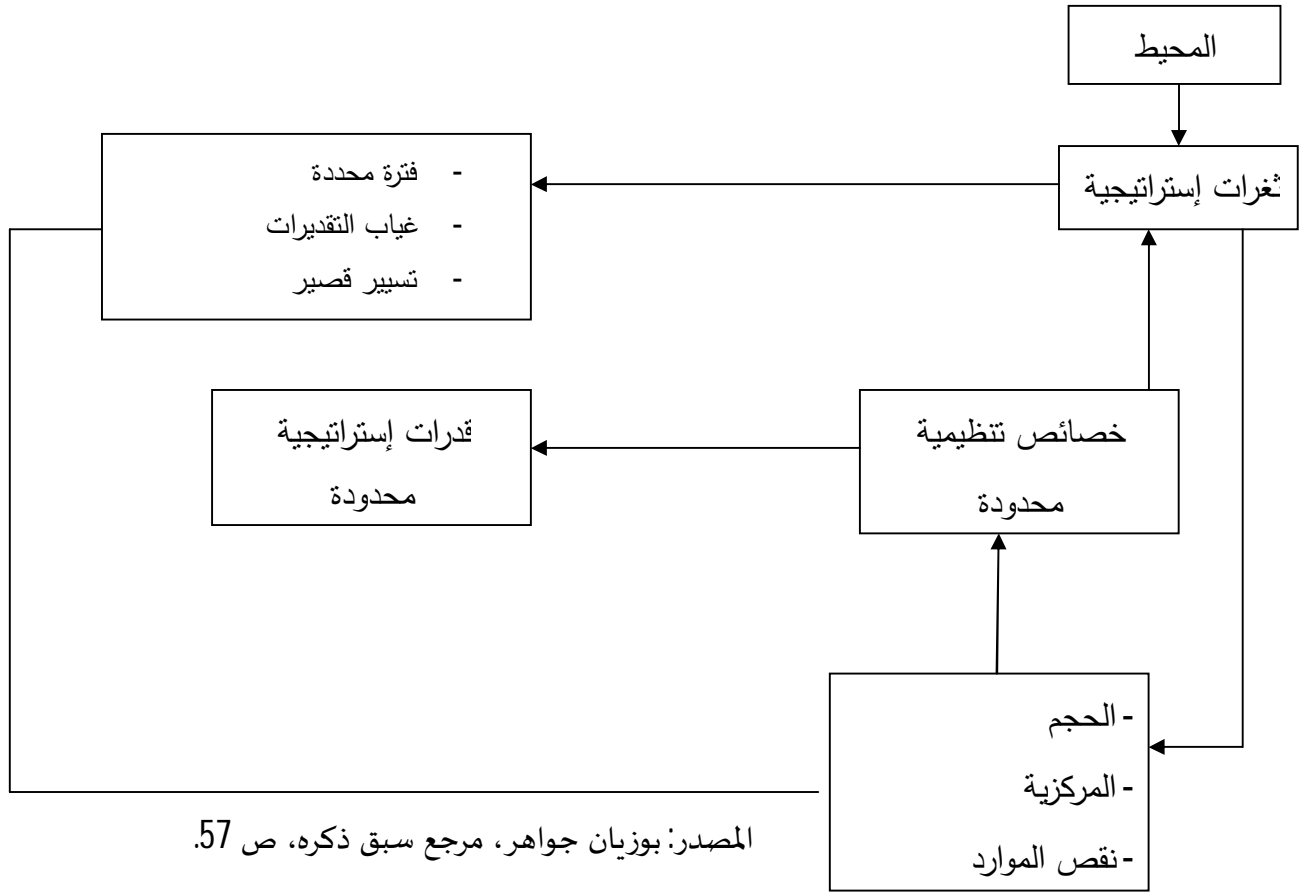 المحيط
ثغرات إستراتيجية
- فترة محددة
- غياب التقديرات
- تسيير قصير
خصائص تنظيمية
محدودة
قدرات إستراتيجية
محدودة
- الحجم
- المركزية
- نقص الموارد
المصدر: بوزيان جواهر، مرجع سبق ذكره، ص 57.